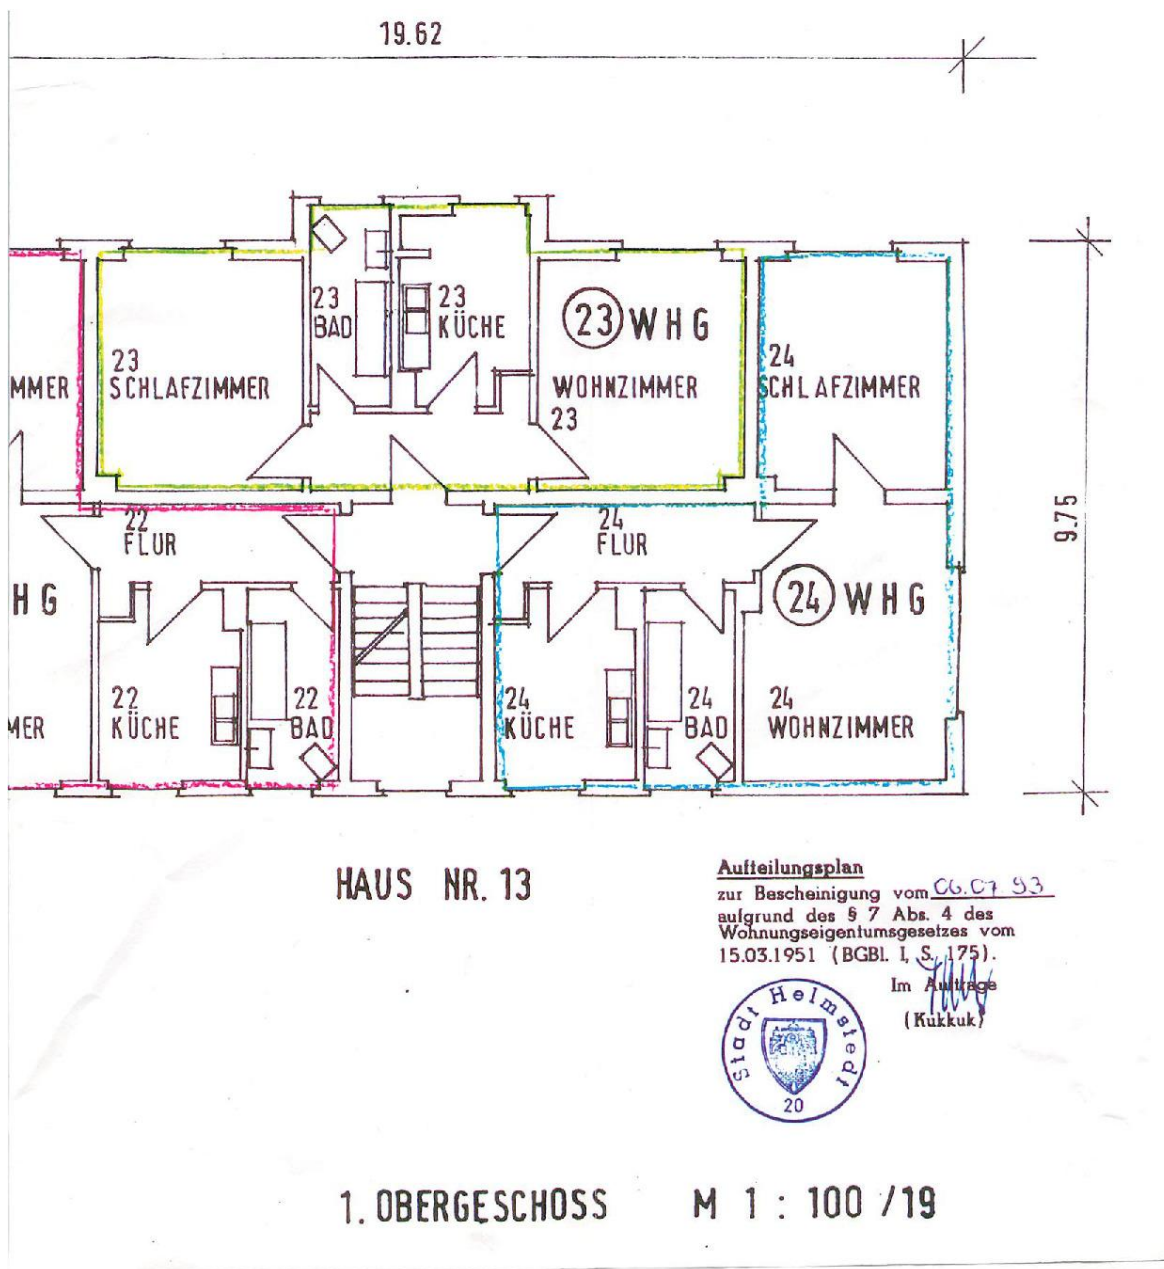 19.62
23
BAD
23
KÜCHE
23
WHG
23
SCHLAFZIMMER
WOHNZIMMER
23
24
SCHLAFZIMMER
MMER
9.75
22
FLUR
24
FLUR
HG
24
WHG
22
KÜCHE
22
BAD
24
KÜCHE
24
BAD
24
WOHNZIMMER
MER
HAUS NR. 13
Aufteilungsplan
zur Bescheinigung vom 06.07 93
aufgrund des § 7 Abs. 4 des
Wohnungseigentumsgesetzes vom
15.03.1951 (BGBl. I, S. 175).
Im Auftrage
(Kukkuk)
Stadt Helmstedt
20
1. OBERGESCHOSS M 1 : 100 /19